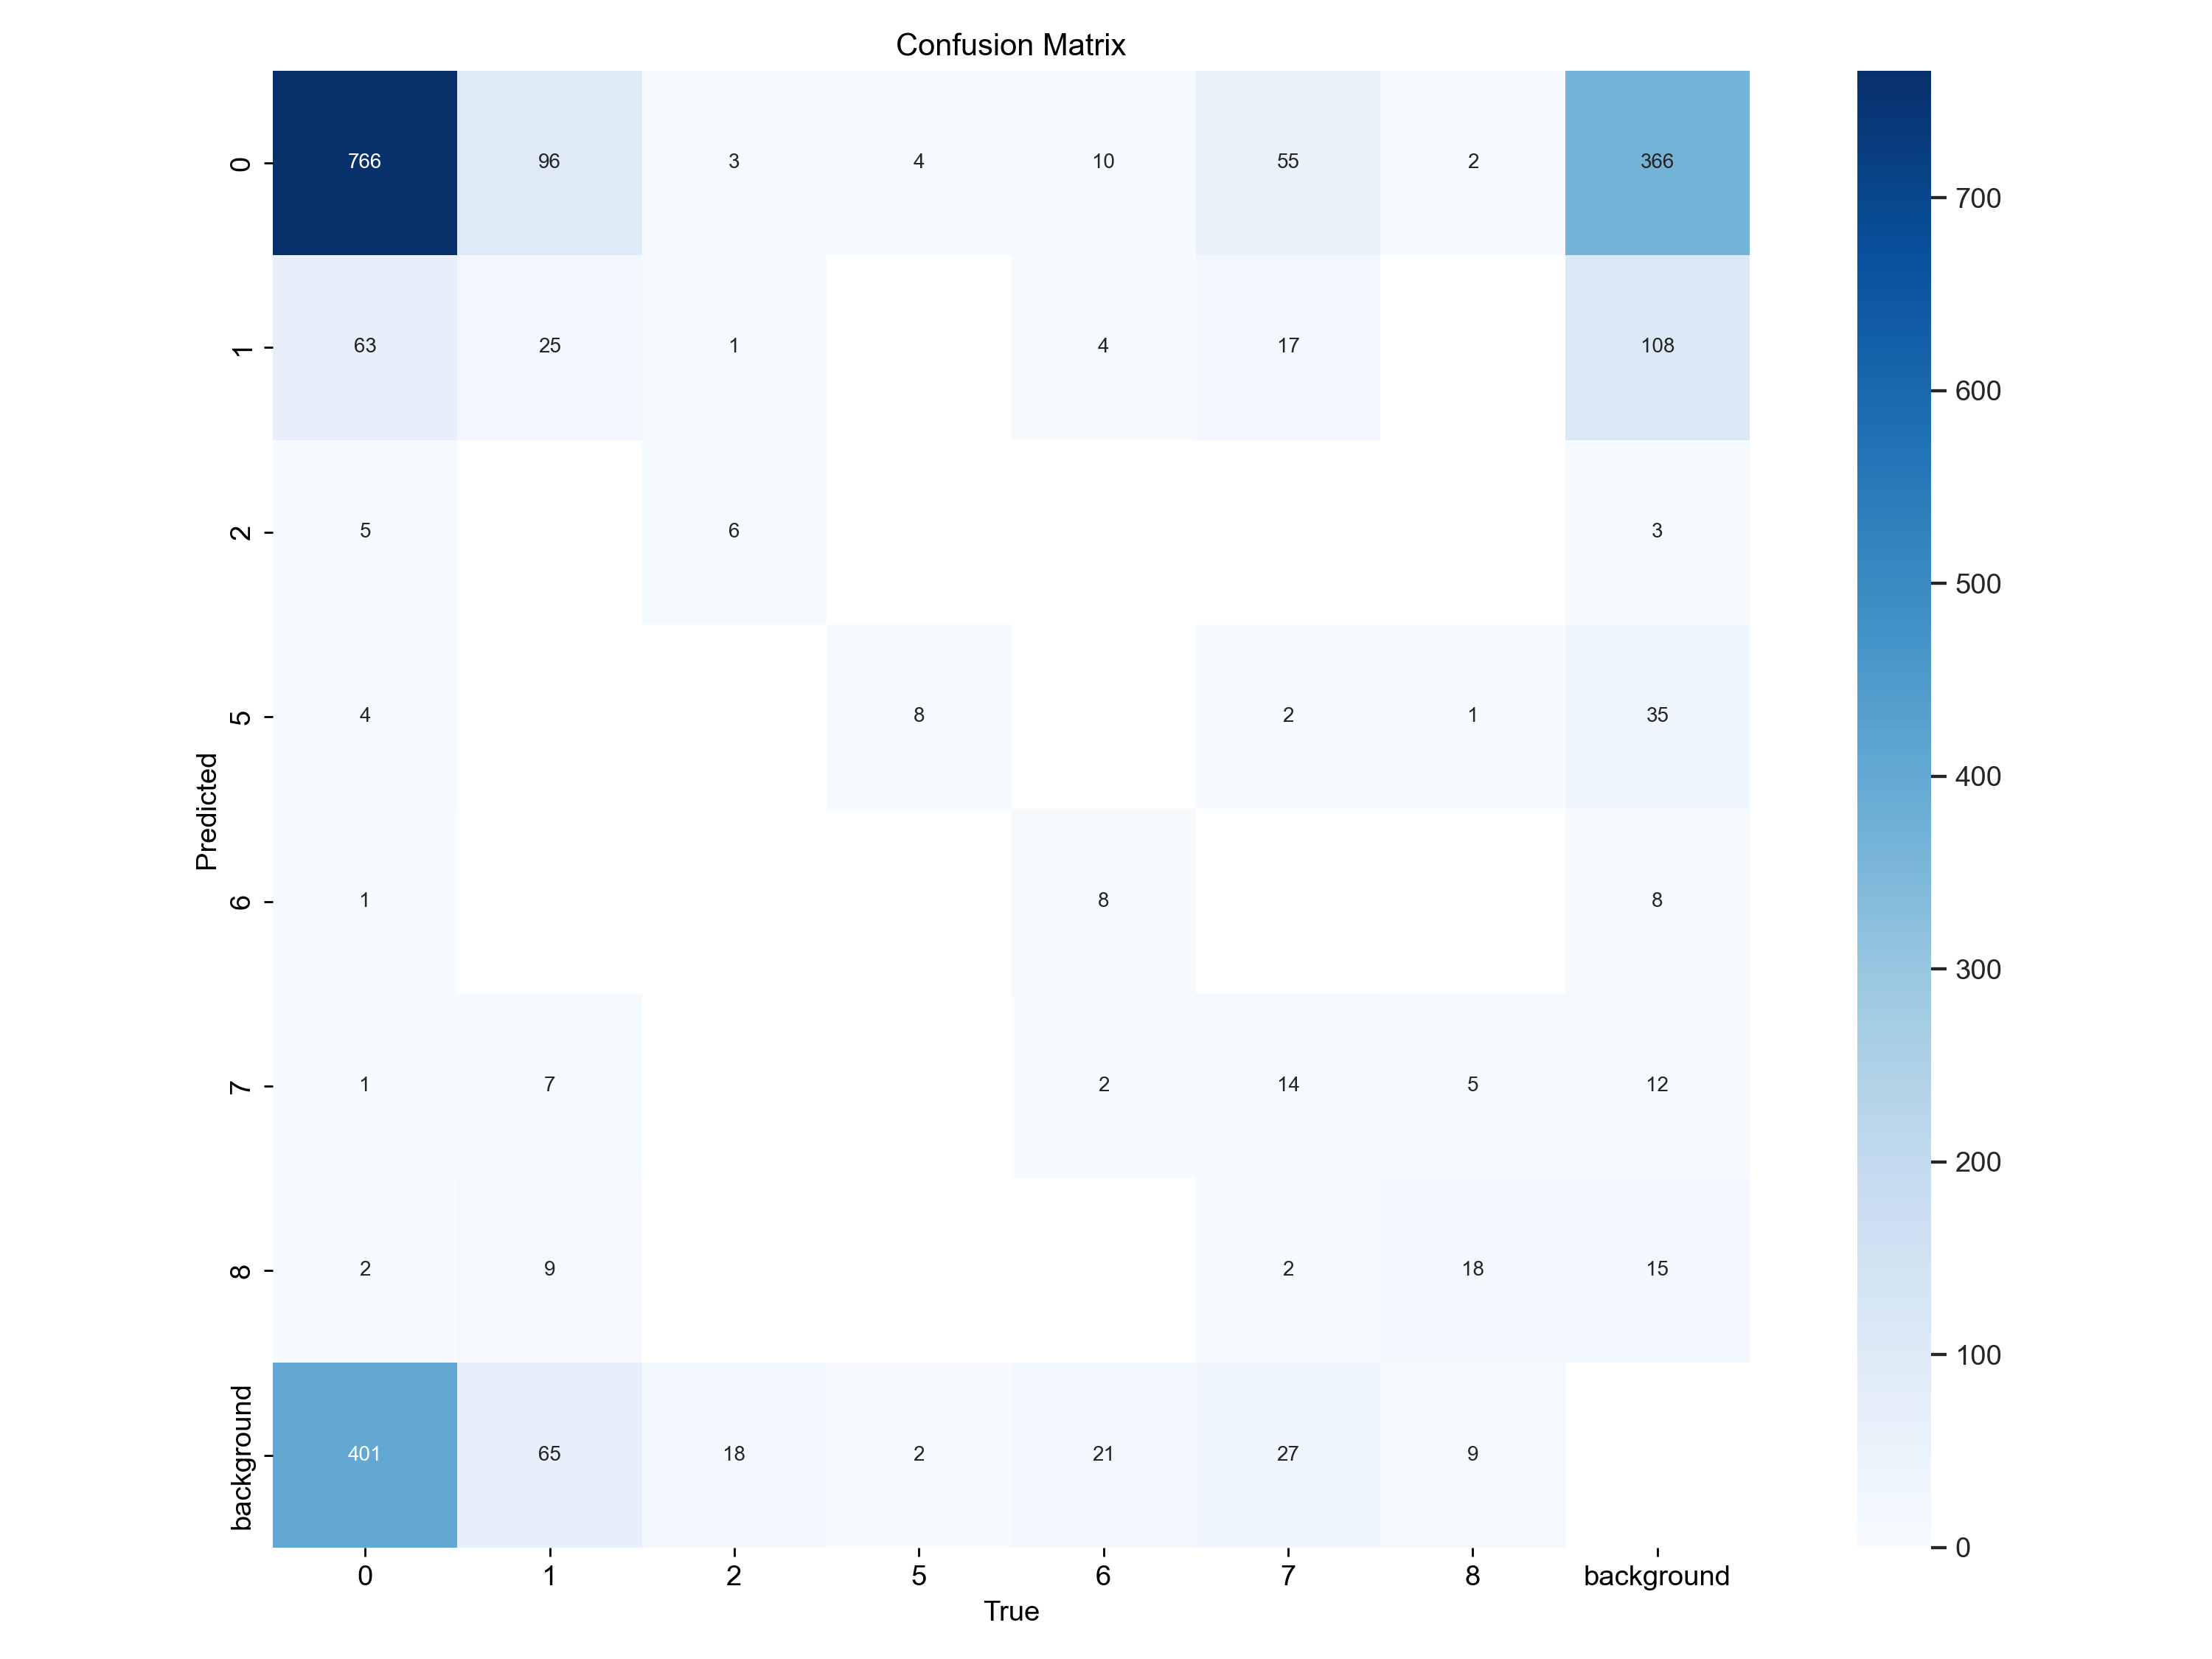 Confusion Matrix
0 766 96 3 4 10 55 2 366
1 63 25 1 4 17 108
2 5 6 3
5 4 8 2 1 35
6 1 8 8
7 1 7 2 14 5 12
8 2 9 2 18 15
background 401 65 18 2 21 27 9
0 1 2 5 6 7 8 background
True
Predicted
700
600
500
400
300
200
100
0